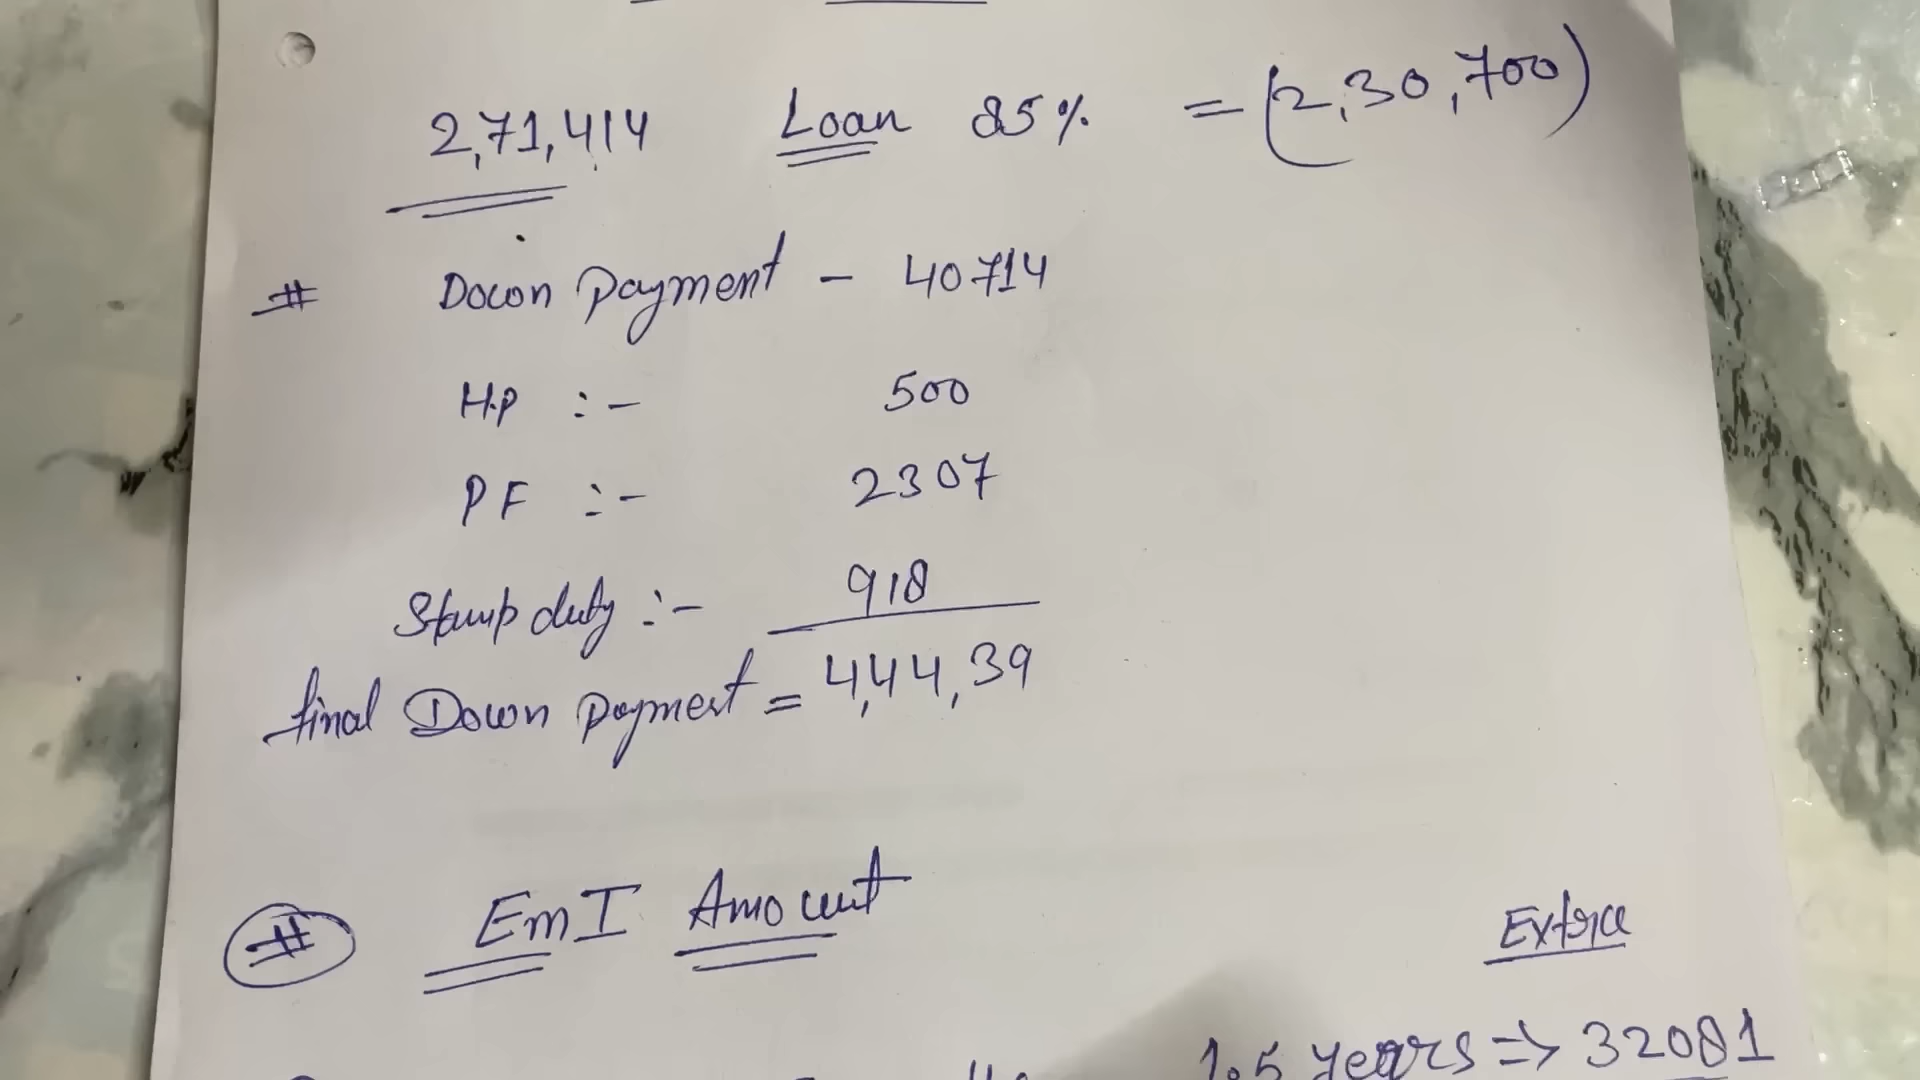 2,71,414 Loan 85% = (2,30,700)
# Down Payment - 40714
H.P :- 500
PF :- 2307
Stamp duty :- 918
final Down payment = 4,44,39
# EmI Amount
Extra
1.5 years => 32081